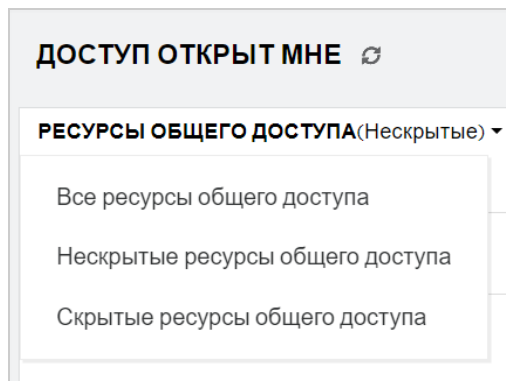 ДОСТУП ОТКРЫТ МНЕ
РЕСУРСЫ ОБЩЕГО ДОСТУПА(Нескрытые)
Все ресурсы общего доступа
Нескрытые ресурсы общего доступа
Скрытые ресурсы общего доступа